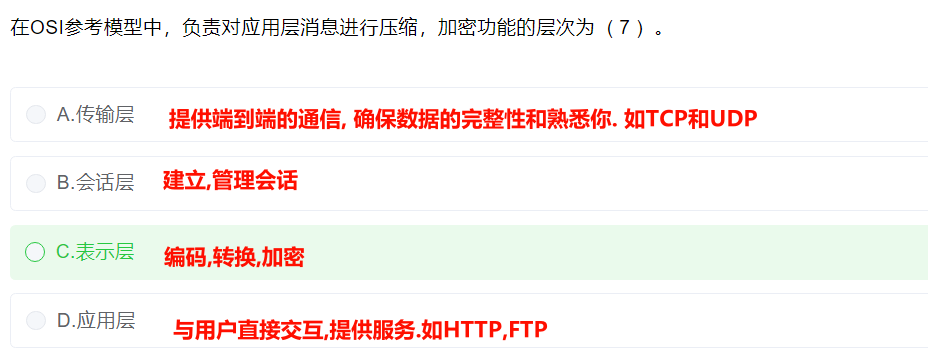 在OSI参考模型中，负责对应用层消息进行压缩，加密功能的层次为（7）。
A.传输层 提供端到端的通信, 确保数据的完整性和熟悉你. 如TCP和UDP
B.会话层 建立,管理会话
C.表示层 编码,转换,加密
D.应用层 与用户直接交互,提供服务.如HTTP,FTP